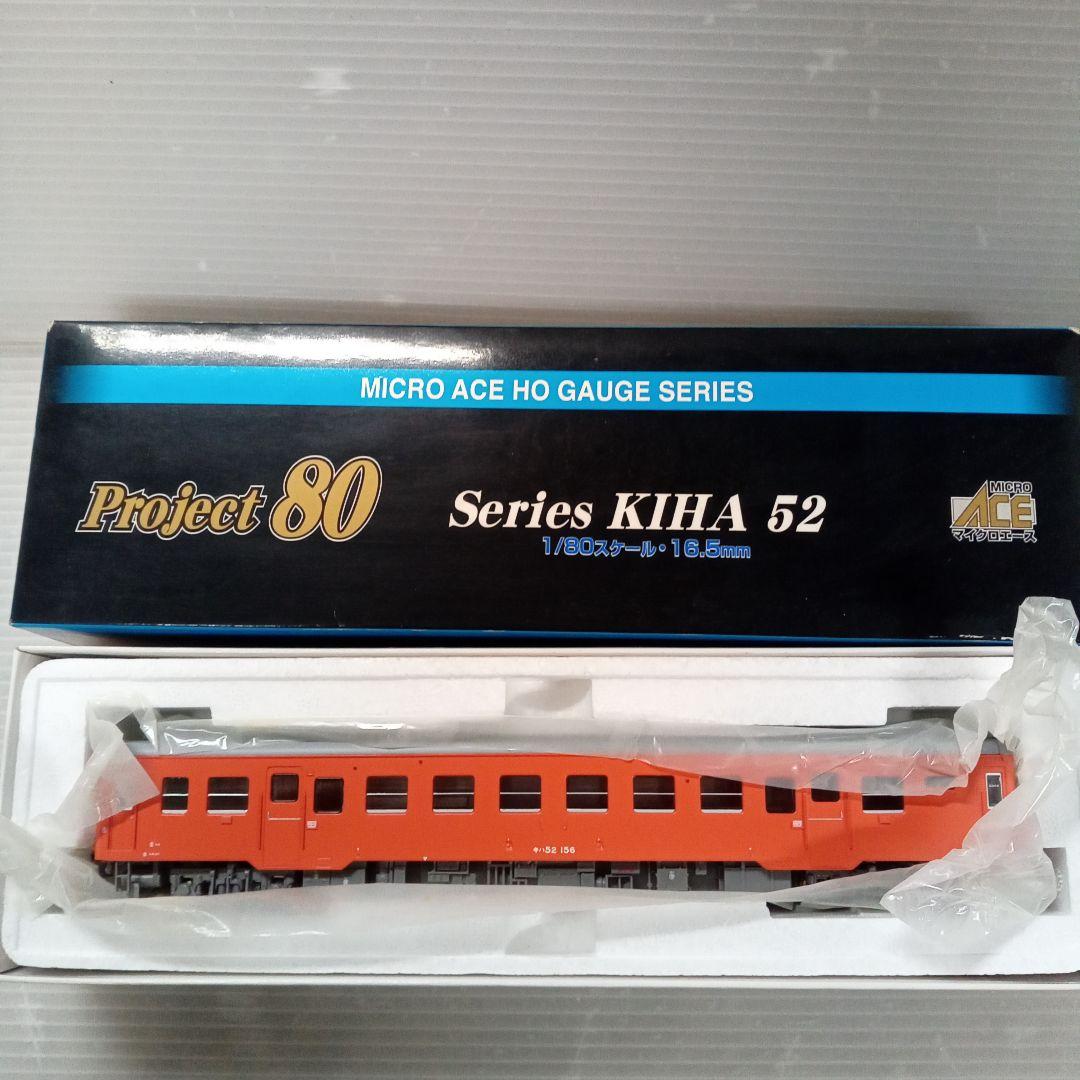 MICRO ACE HO GAUGE SERIES
Project 80
Series KIHA 52
1/80スケール・16.5mm
MICRO
ACE
マイクロエース
キハ52 156